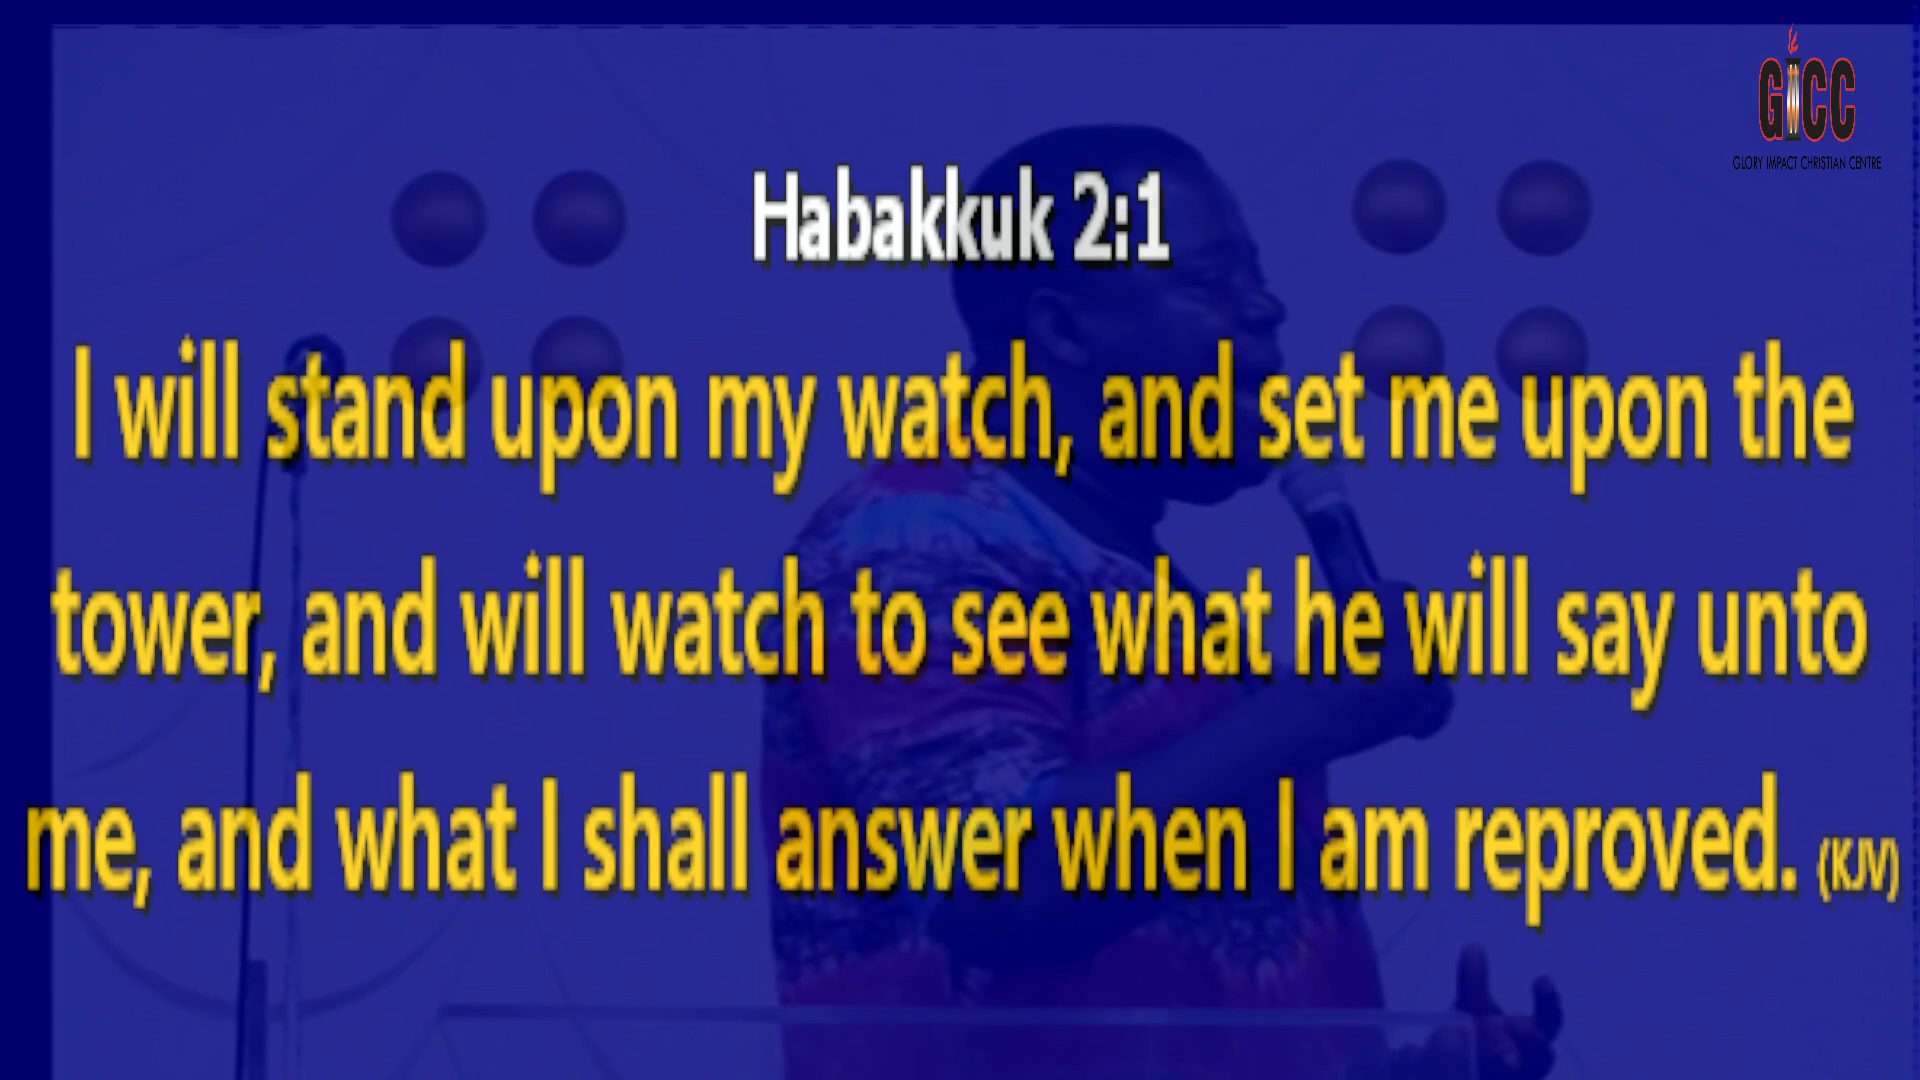 GICC
GLORY IMPACT CHRISTIAN CENTRE
Habakkuk 2:1
I will stand upon my watch, and set me upon the
tower, and will watch to see what he will say unto
me, and what I shall answer when I am reproved. (KJV)